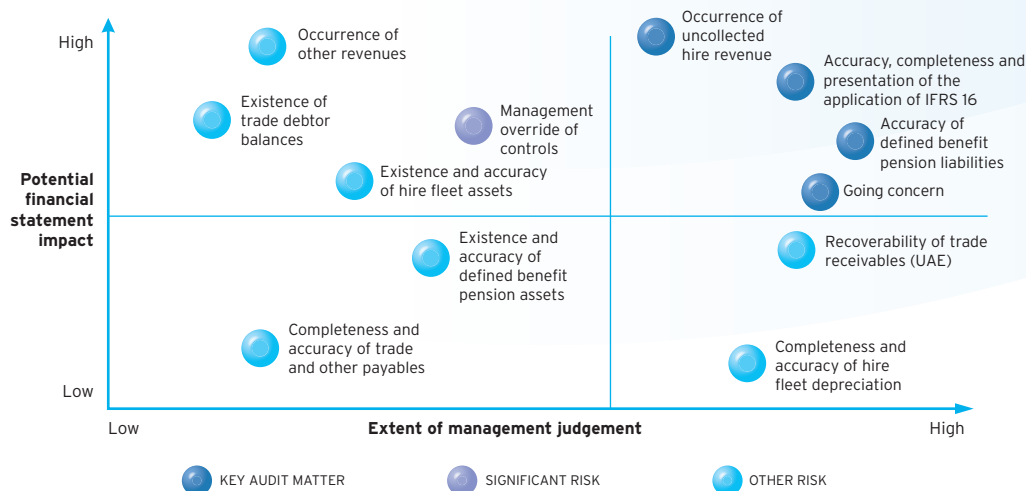 High
Potential
financial
statement
impact
Low
Occurrence of
other revenues
Existence of
trade debtor
balances
Management
override of
controls
Existence and accuracy
of hire fleet assets
Occurrence of
uncollected
hire revenue
Accuracy, completeness and
presentation of the
application of IFRS 16
Accuracy of
defined benefit
pension liabilities
Going concern
Existence and
accuracy of
defined benefit
pension assets
Completeness and
accuracy of trade
and other payables
Recoverability of trade
receivables (UAE)
Completeness and
accuracy of hire
fleet depreciation
Low
Extent of management judgement
High
KEY AUDIT MATTER
SIGNIFICANT RISK
OTHER RISK